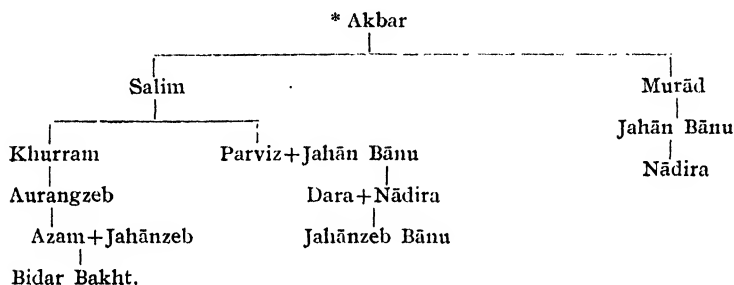 * Akbar
Salim Murād
Jahān Bānu
Khurram Parviz+Jahān Bānu
Nādira
Aurangzeb Dara+Nādira
Azam+Jahānzeb Jahānzeb Bānu
Bidar Bakht.